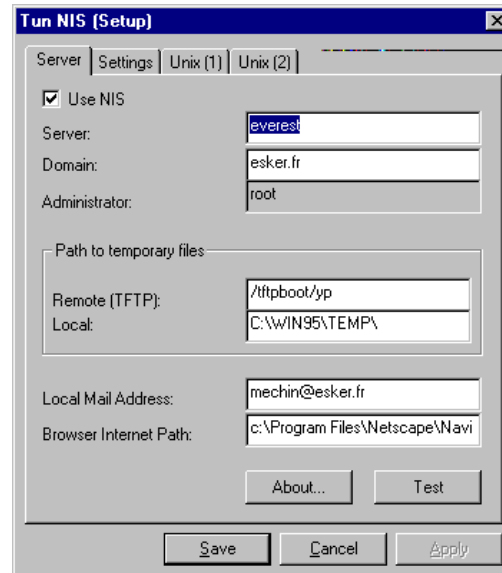 Tun NIS (Setup)
Server Settings Unix (1) Unix (2)
Use NIS
Server: everest
Domain: esker.fr
Administrator: root
Path to temporary files
Remote (TFTP): /tftpboot/yp
Local: C:\WIN95\TEMP\
Local Mail Address: mechin@esker.fr
Browser Internet Path: c:\Program Files\Netscape\Navi
About... Test
Save Cancel Apply